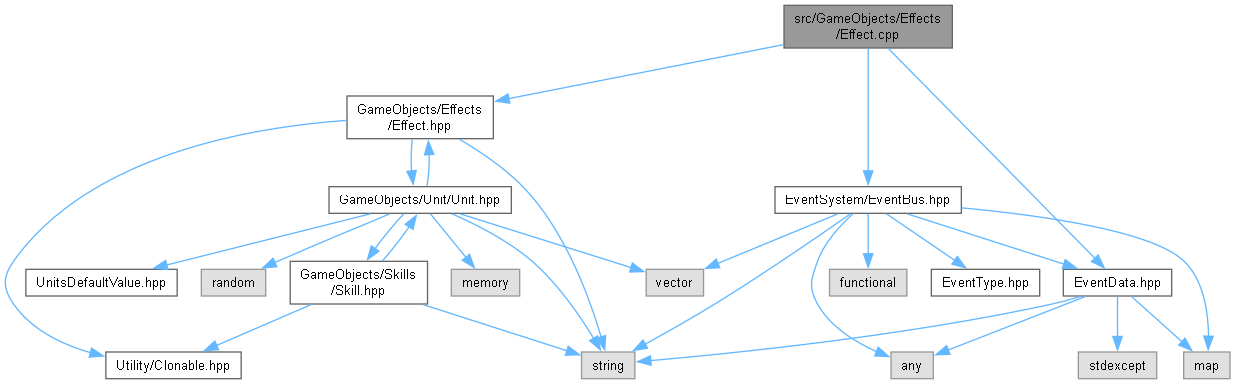 src/GameObjects/Effects
/Effect.cpp
GameObjects/Effects
/Effect.hpp
GameObjects/Unit/Unit.hpp
EventSystem/EventBus.hpp
UnitsDefaultValue.hpp
random
GameObjects/Skills
/Skill.hpp
memory
vector
functional
EventType.hpp
EventData.hpp
Utility/Clonable.hpp
string
any
stdexcept
map